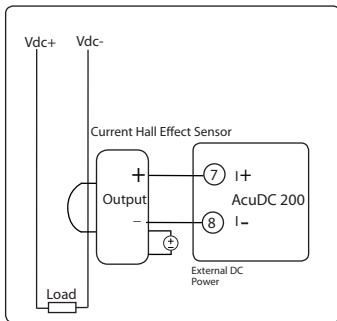 Vdc+ Vdc-
Current Hall Effect Sensor
+ 7 I+
Output AcuDC 200
− 8 I-
+
−
External DC
Power
Load